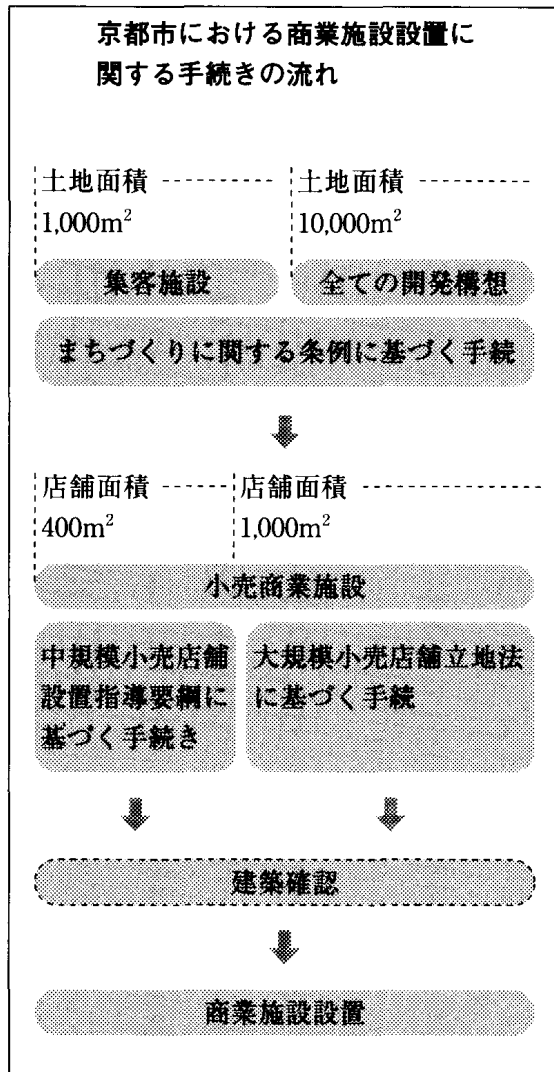 京都市における商業施設設置に
関する手続きの流れ
土地面積
1,000m²
土地面積
10,000m²
集客施設
全ての開発構想
まちづくりに関する条例に基づく手続
店舗面積
400m²
店舗面積
1,000m²
小売商業施設
中規模小売店舗
設置指導要綱に
基づく手続き
大規模小売店舗立地法
に基づく手続
建築確認
商業施設設置